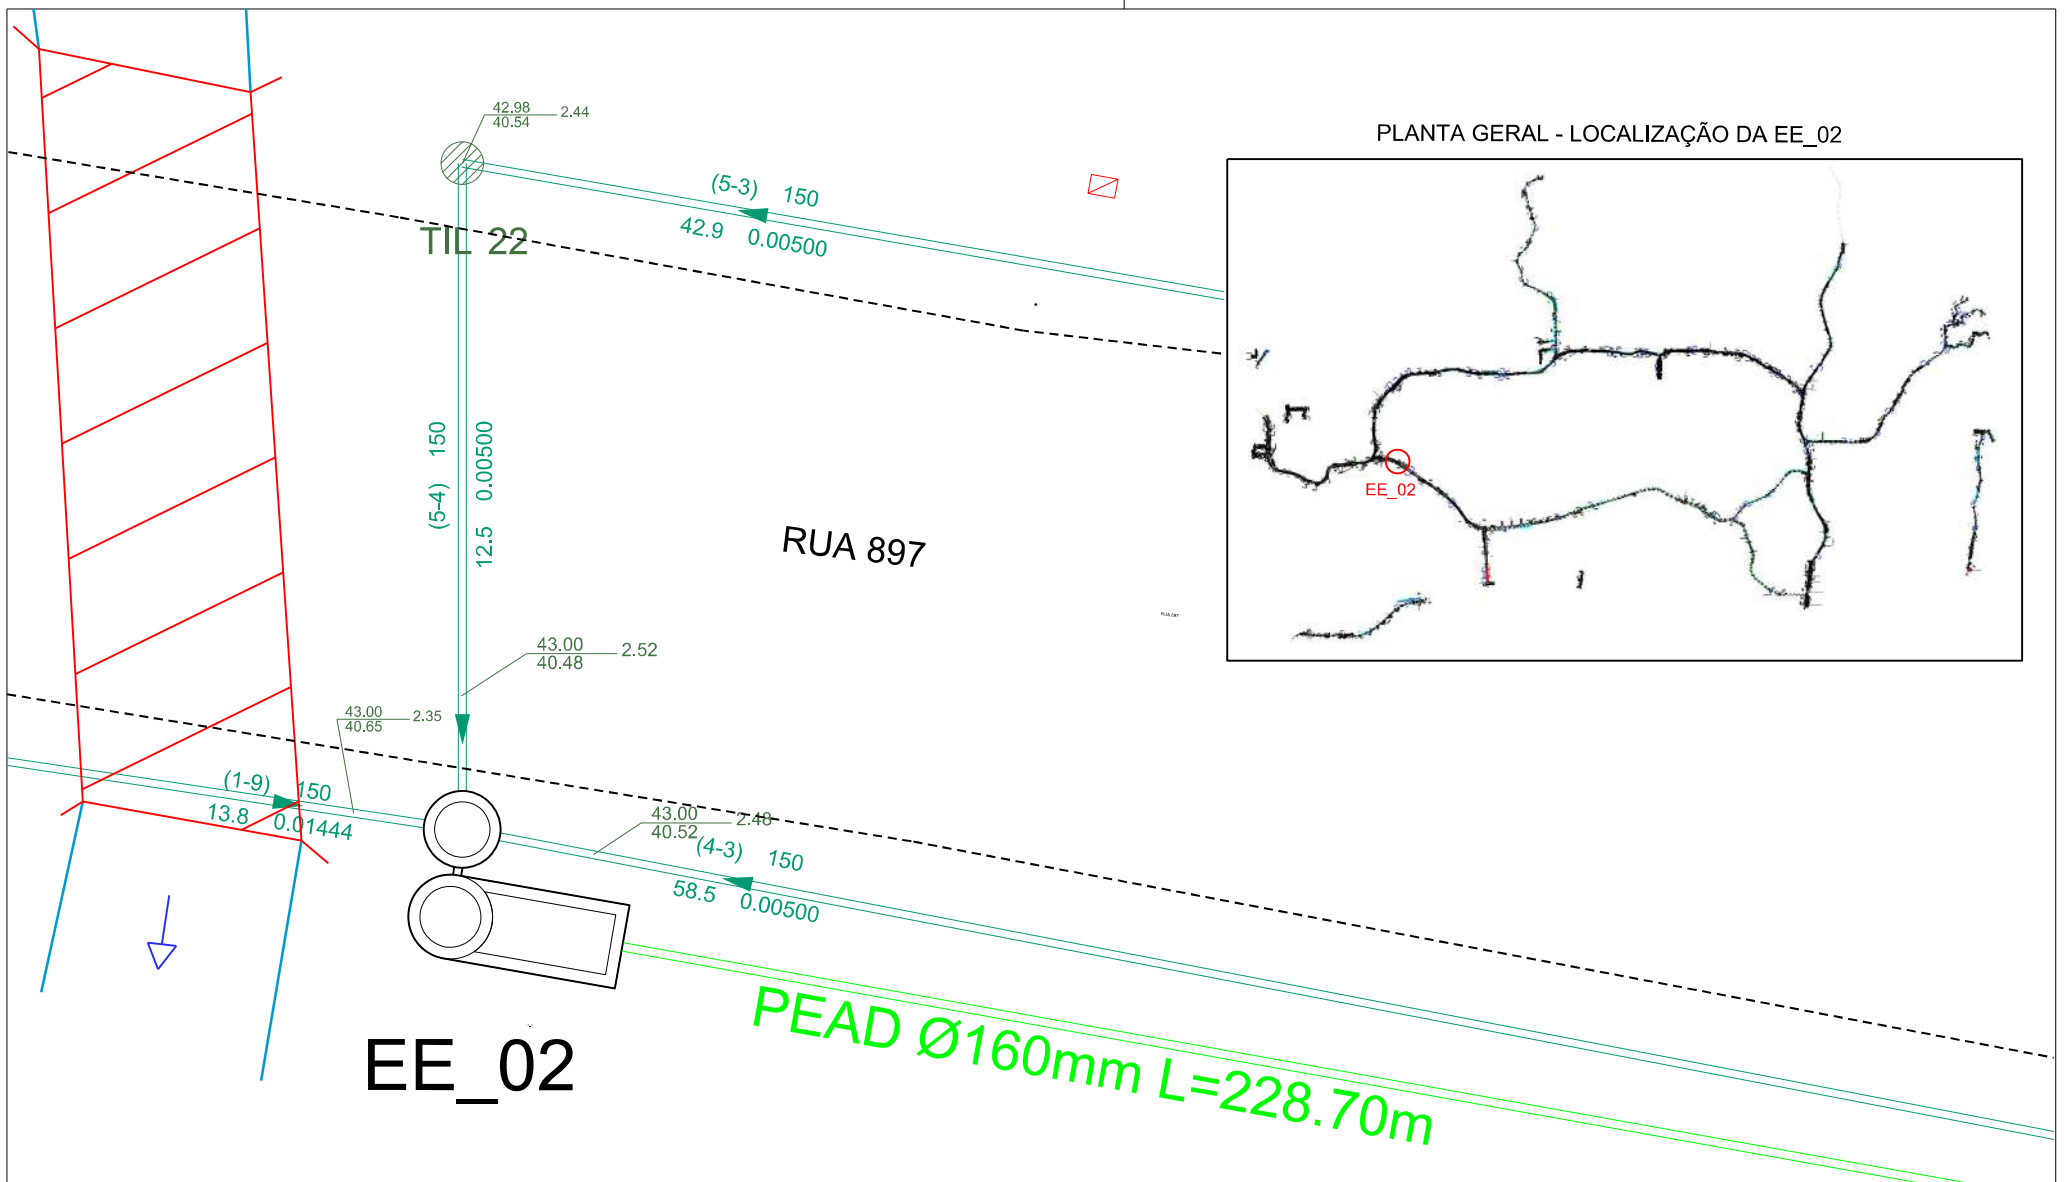 42.98
40.54
2.44
PLANTA GERAL - LOCALIZAÇÃO DA EE_02
(5-3) 150
42.9 0.00500
TIL 22
(5-4) 150
12.5 0.00500
EE_02
RUA 897
RUA 897
43.00
40.48
2.52
43.00
40.65
2.35
(1-9) 150
13.8 0.01444
43.00
40.52
2.48
(4-3) 150
58.5 0.00500
PEAD Ø160mm L=228.70m
EE_02